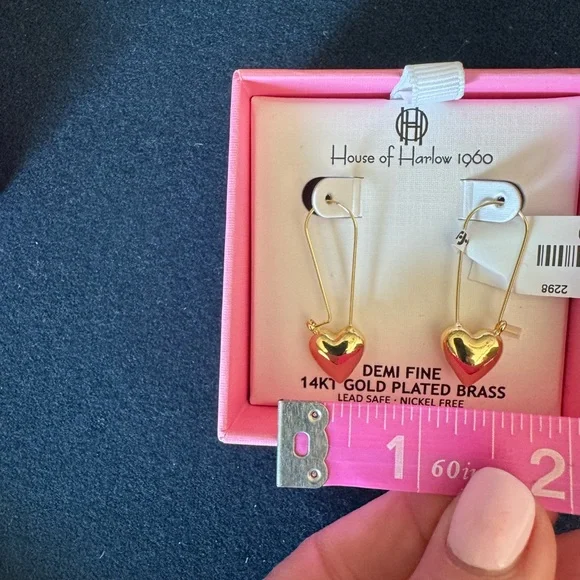 House of Harlow 1960
2298
DEMI FINE
14KT GOLD PLATED BRASS
LEAD SAFE • NICKEL FREE
1 60in 2